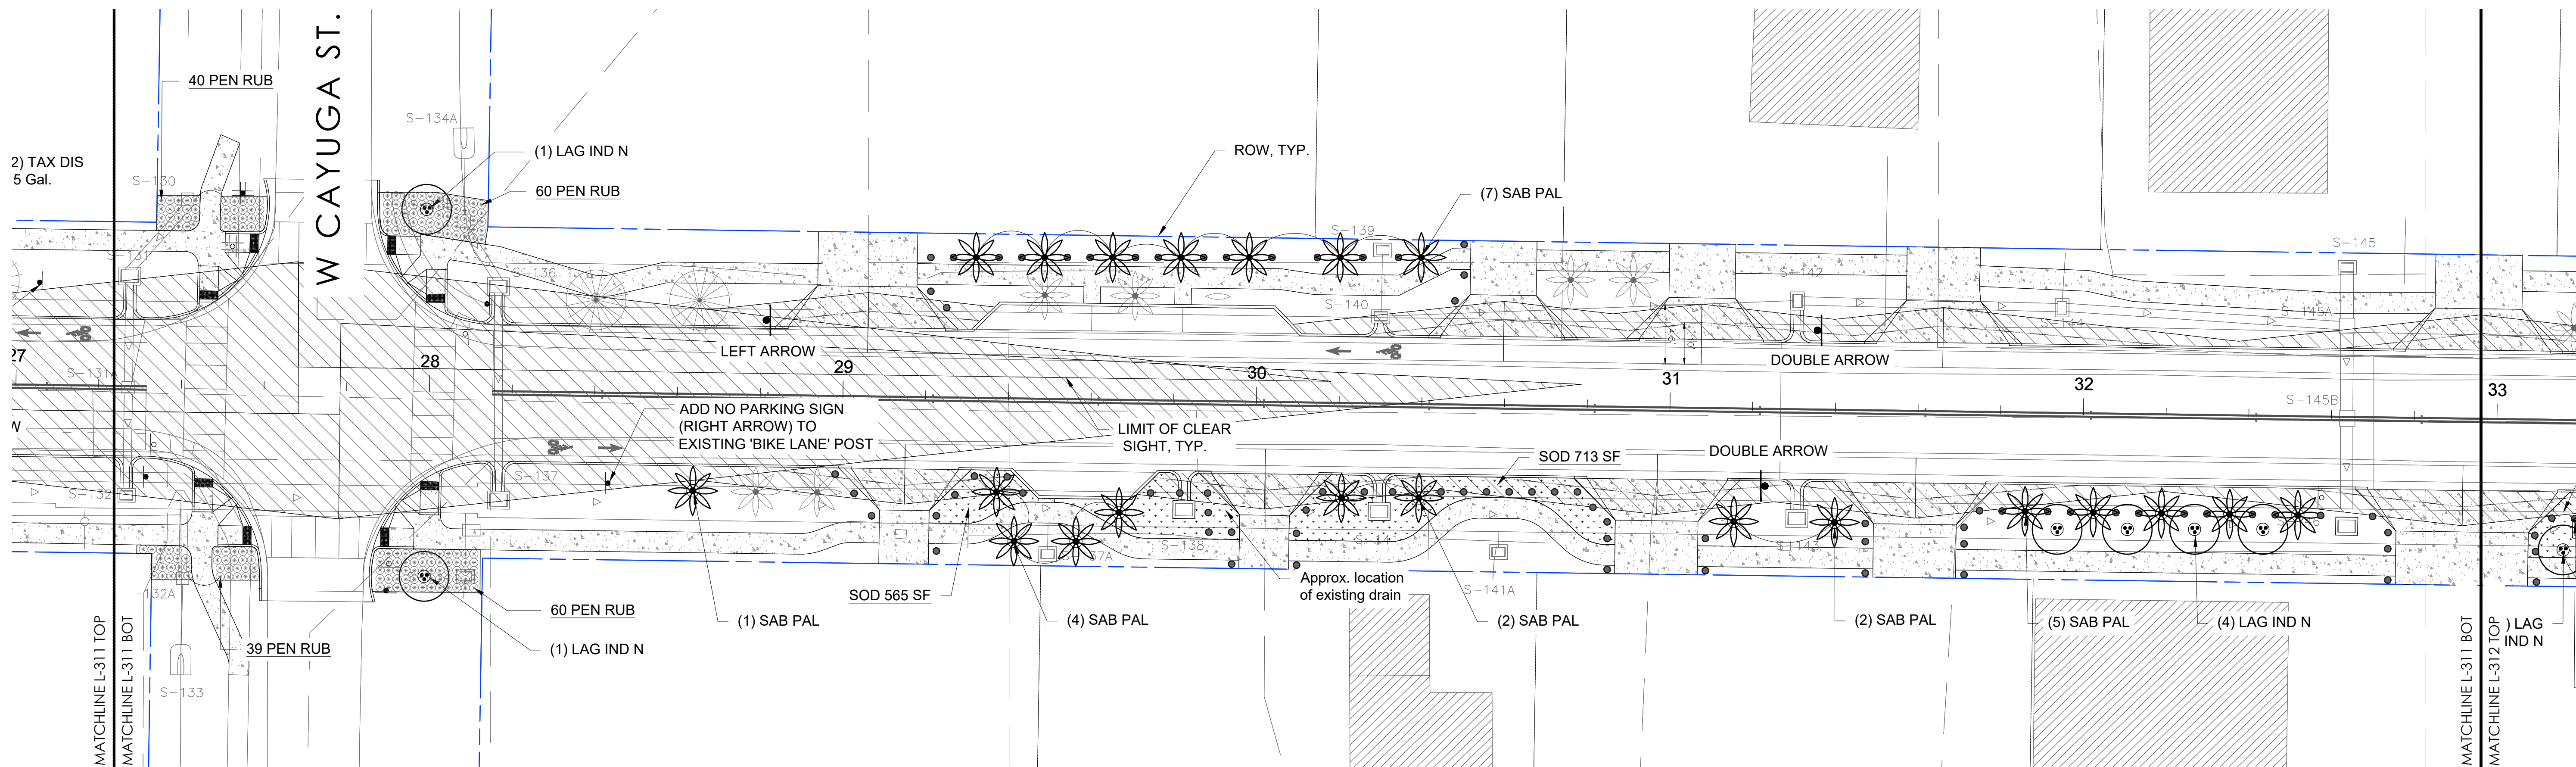 W CAYUGA ST.
40 PEN RUB
S-134A
(1) LAG IND N
60 PEN RUB
ROW, TYP.
(7) SAB PAL
2) TAX DIS
5 Gal.
S-130
S-131
S-136
S-139
S-140
S-142
S-144
S-145
S-145A
27
28
29
30
31
32
33
LEFT ARROW
DOUBLE ARROW
S-131A
S-145B
W
ADD NO PARKING SIGN
(RIGHT ARROW) TO
EXISTING 'BIKE LANE' POST
LIMIT OF CLEAR
SIGHT, TYP.
SOD 713 SF
DOUBLE ARROW
S-132
S-137
S-138
37A
S-143
-132A
S-133
S-141A
39 PEN RUB
60 PEN RUB
(1) LAG IND N
(1) SAB PAL
SOD 565 SF
(4) SAB PAL
Approx. location
of existing drain
(2) SAB PAL
(2) SAB PAL
(5) SAB PAL
(4) LAG IND N
) LAG
IND N
MATCHLINE L-311 TOP
MATCHLINE L-311 BOT
MATCHLINE L-311 BOT
MATCHLINE L-312 TOP